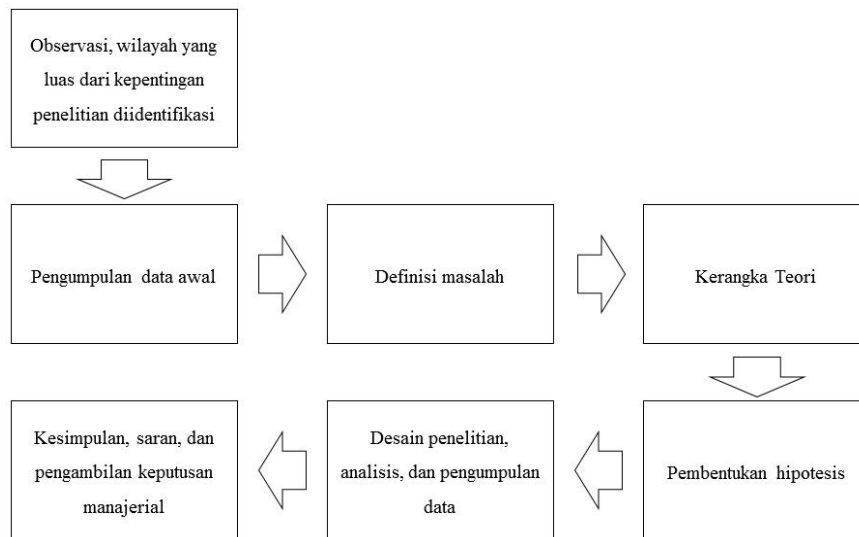 Observasi, wilayah yang
luas dari kepentingan
penelitian diidentifikasi
Pengumpulan data awal
Definisi masalah
Kerangka Teori
Pembentukan hipotesis
Desain penelitian,
analisis, dan pengumpulan
data
Kesimpulan, saran, dan
pengambilan keputusan
manajerial